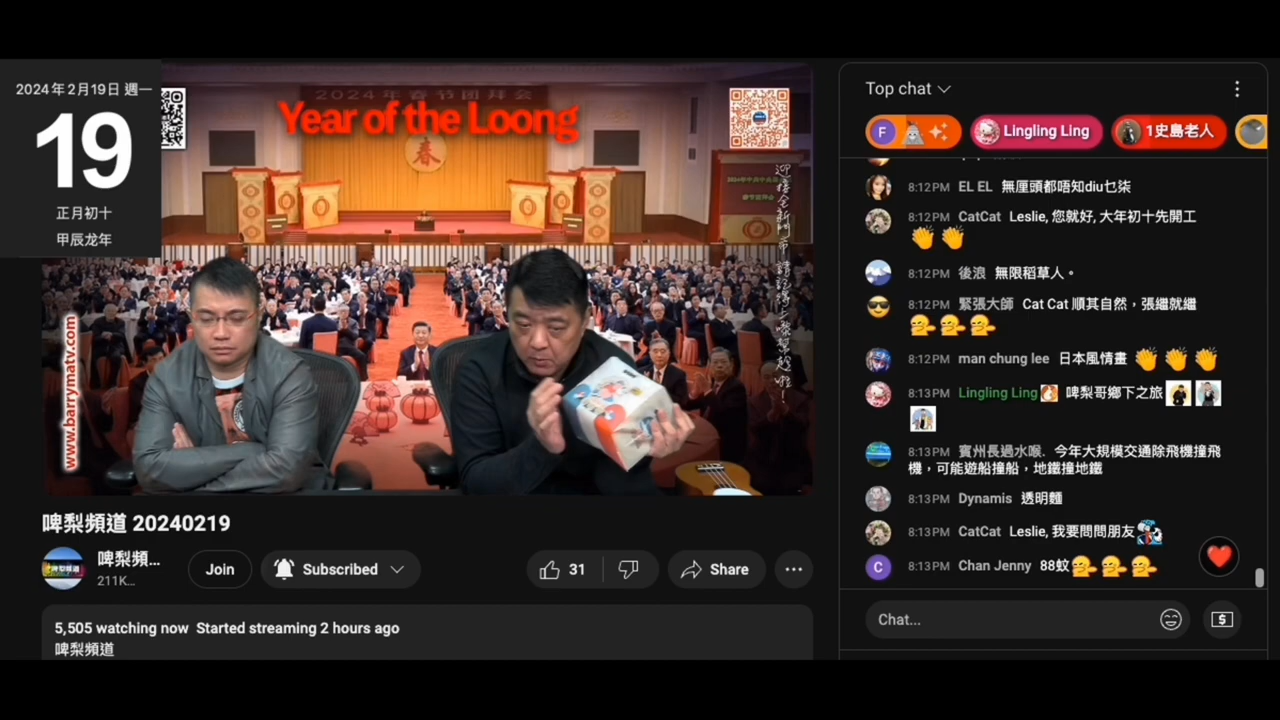 2024年2月19日 週一
19
正月初十
甲辰龙年
2024年春节团拜会
Year of the Loong
春
www.barrymatv.com
啤梨頻道 20240219
啤梨頻...
211K...
Join
Subscribed
31
Share
5,505 watching now Started streaming 2 hours ago
啤梨頻道
Top chat
F
Lingling Ling
1史島老人
8:12PM EL EL 無厘頭都唔知diu乜柒
8:12PM CatCat Leslie, 您就好, 大年初十先開工
👏 👏
8:12PM 後浪 無限稻草人。
8:12PM 緊張大師 Cat Cat 順其自然，張繼就繼
8:12PM man chung lee 日本風情畫 👏 👏 👏
8:13PM Lingling Ling 啤梨哥鄉下之旅
8:13PM 賓州長過水喉. 今年大規模交通除飛機撞飛
機，可能遊船撞船，地鐵撞地鐵
8:13PM Dynamis 透明麵
8:13PM CatCat Leslie, 我要問問朋友
C
8:13PM Chan Jenny 88蚊
Chat...